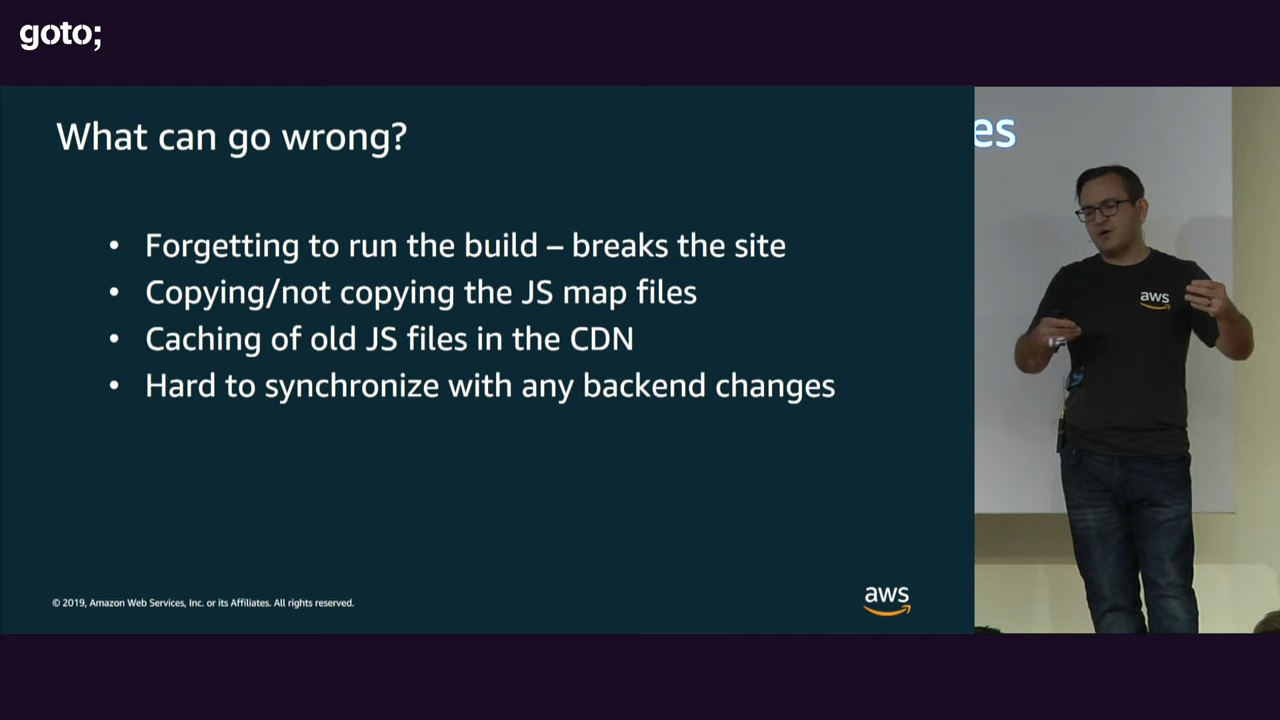 goto;
What can go wrong?
• Forgetting to run the build – breaks the site
• Copying/not copying the JS map files
• Caching of old JS files in the CDN
• Hard to synchronize with any backend changes
© 2019, Amazon Web Services, Inc. or its Affiliates. All rights reserved.
aws
es
aws